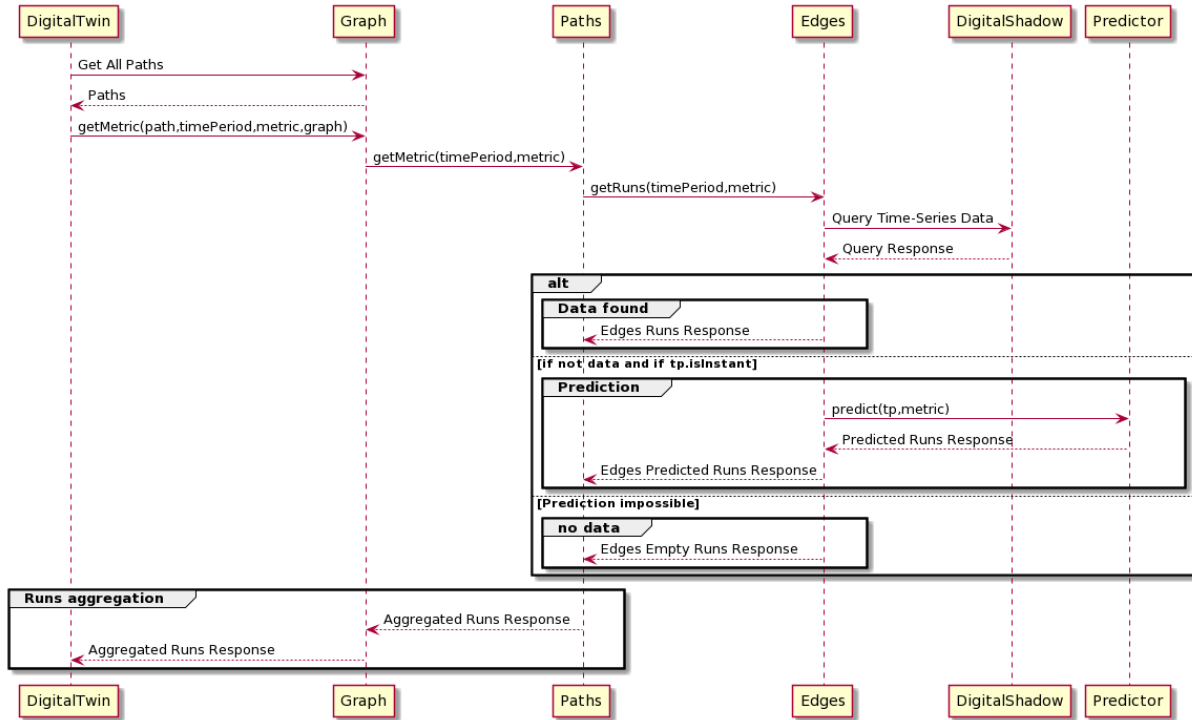 DigitalTwin Graph Paths Edges DigitalShadow Predictor
Get All Paths
Paths
getMetric(path,timePeriod,metric,graph)
getMetric(timePeriod,metric)
getRuns(timePeriod,metric)
Query Time-Series Data
Query Response
alt
Data found
Edges Runs Response
[if not data and if tp.isInstant]
Prediction
predict(tp,metric)
Predicted Runs Response
Edges Predicted Runs Response
[Prediction impossible]
no data
Edges Empty Runs Response
Runs aggregation
Aggregated Runs Response
Aggregated Runs Response
DigitalTwin Graph Paths Edges DigitalShadow Predictor